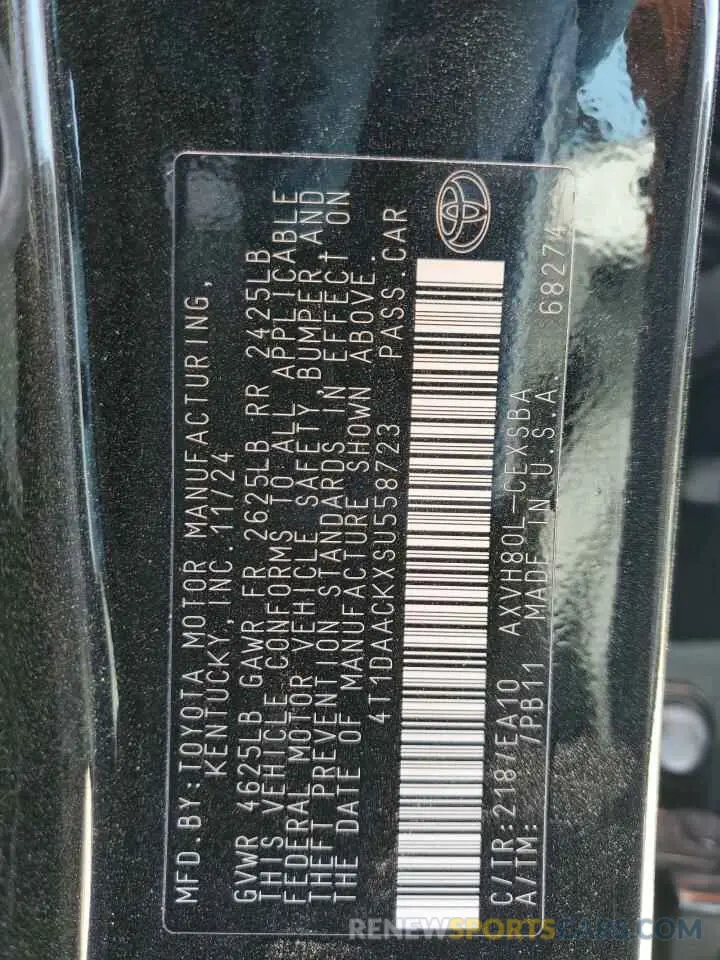 MFD. BY: TOYOTA MOTOR MANUFACTURING,
KENTUCKY, INC. 11/24
GVWR 4625LB GAWR FR 2625LB RR 2425LB
THIS VEHICLE CONFORMS TO ALL APPLICABLE
FEDERAL MOTOR VEHICLE SAFETY, BUMPER AND
THEFT PREVENTION STANDARDS IN EFFECT ON
THE DATE OF MANUFACTURE SHOWN ABOVE.
4T1DAACKXSU558723 PASS.CAR
C/TR:218/EA10 AXVH80L-CEXSBA
A/TM: /PB11 MADE IN U.S.A. 68274
RENEWSPORTSCARS.COM